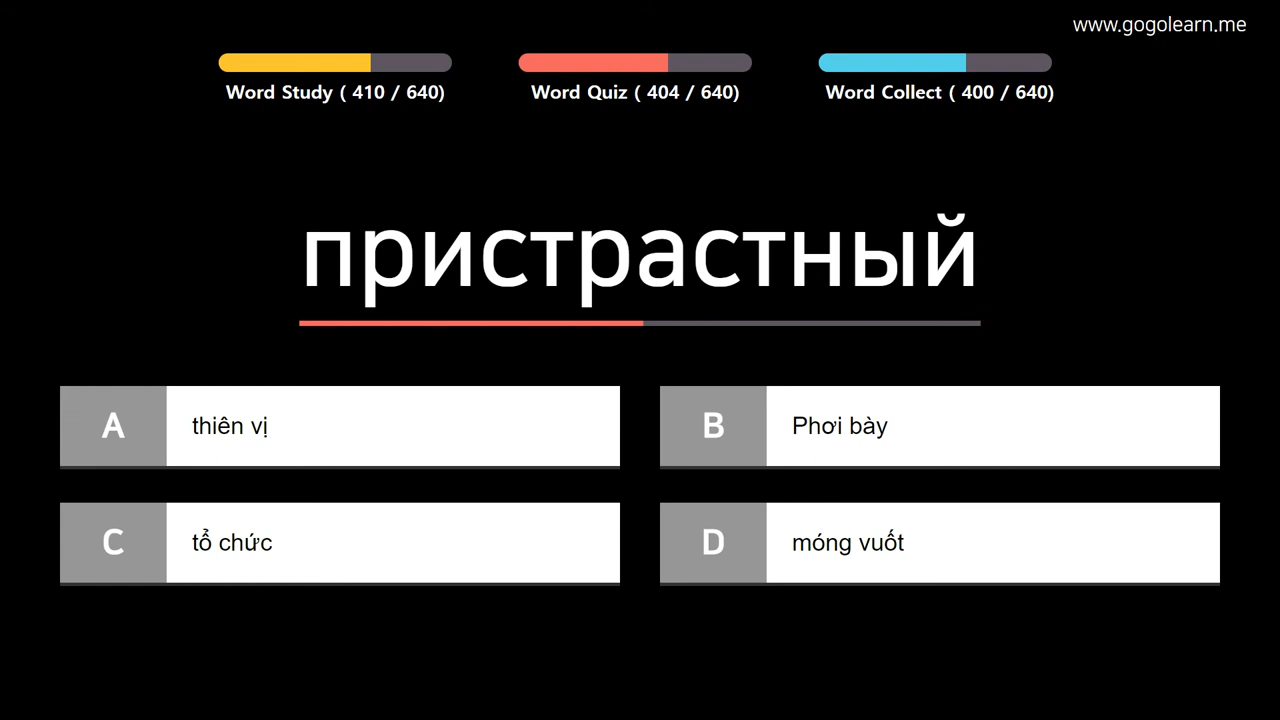 www.gogolearn.me
Word Study ( 410 / 640)
Word Quiz ( 404 / 640)
Word Collect ( 400 / 640)
пристрастный
A thiên vị
B Phơi bày
C tổ chức
D móng vuốt